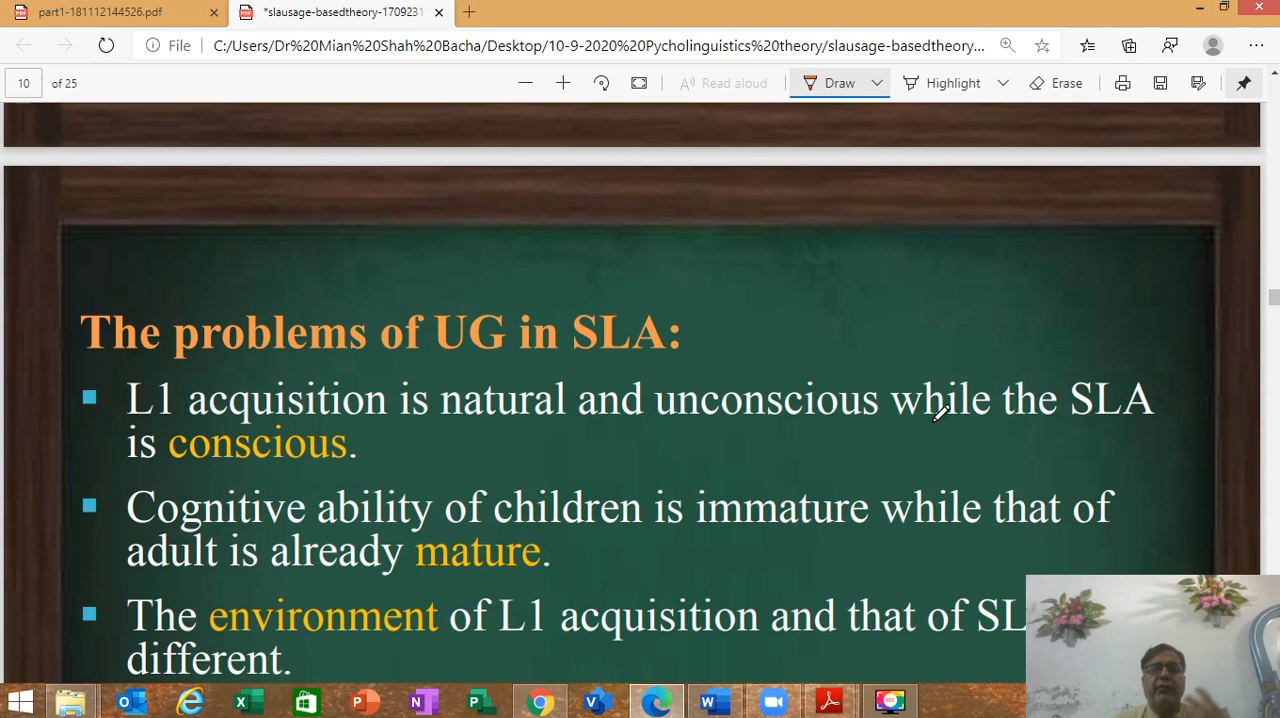 part1-181112144526.pdf
*slausage-basedtheory-1709231
File
C:/Users/Dr%20Mian%20Shah%20Bacha/Desktop/10-9-2020%20Pycholinguistics%20theory/slausage-basedtheory...
10 of 25
Read aloud
Draw
Highlight
Erase
The problems of UG in SLA:
L1 acquisition is natural and unconscious while the SLA
is conscious.
Cognitive ability of children is immature while that of
adult is already mature.
The environment of L1 acquisition and that of SL
different.